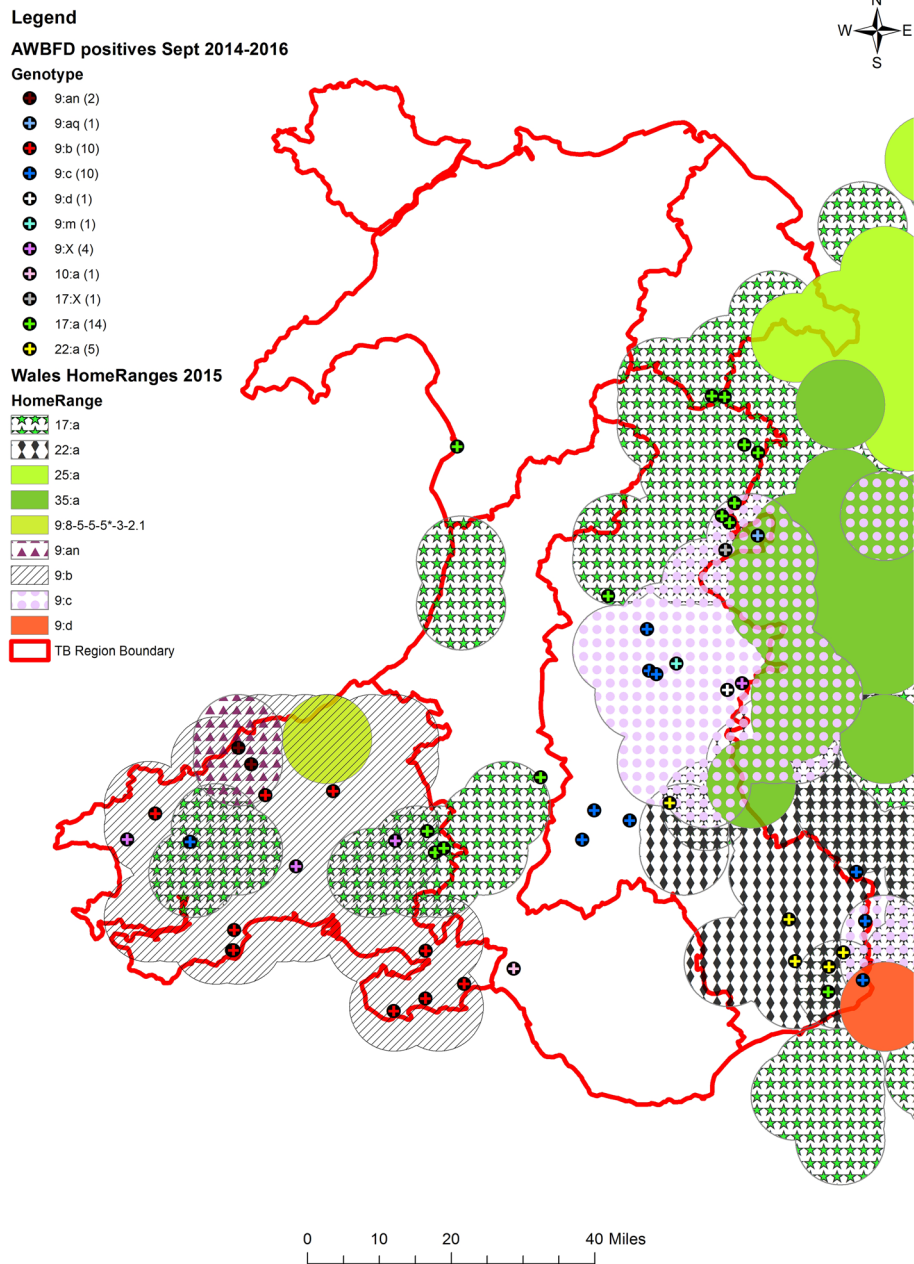 Legend
AWBFD positives Sept 2014-2016
Genotype
9:an (2)
9:aq (1)
9:b (10)
9:c (10)
9:d (1)
9:m (1)
9:X (4)
10:a (1)
17:X (1)
17:a (14)
22:a (5)
Wales HomeRanges 2015
HomeRange
17:a
22:a
25:a
35:a
9:8-5-5-5*-3-2.1
9:an
9:b
9:c
9:d
TB Region Boundary
N
W E
S
0 10 20 40 Miles